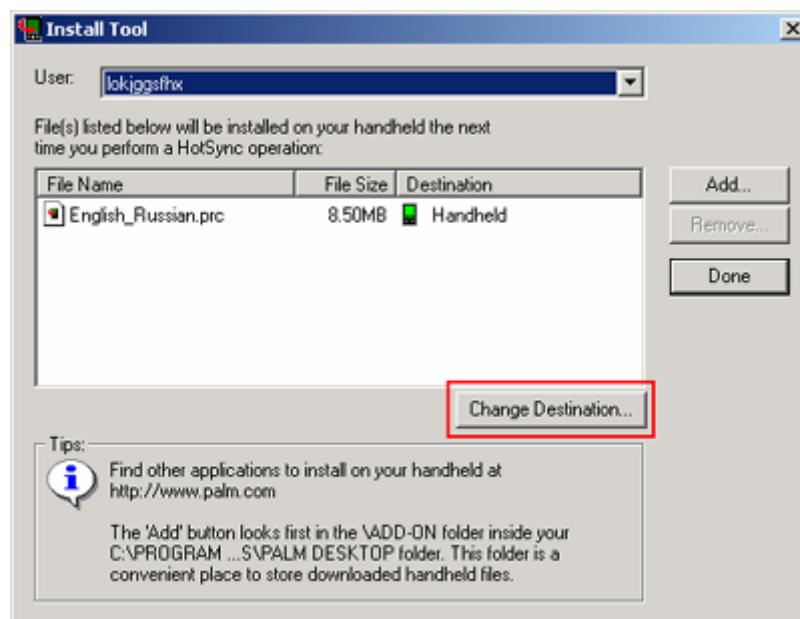 Install Tool
User: lokjggsfhx
File(s) listed below will be installed on your handheld the next
time you perform a HotSync operation:
File Name File Size Destination
English_Russian.prc 8.50MB Handheld
Add...
Remove...
Done
Change Destination...
Tips:
Find other applications to install on your handheld at
http://www.palm.com
The 'Add' button looks first in the \ADD-ON folder inside your
C:\PROGRAM ...S\PALM DESKTOP folder. This folder is a
convenient place to store downloaded handheld files.